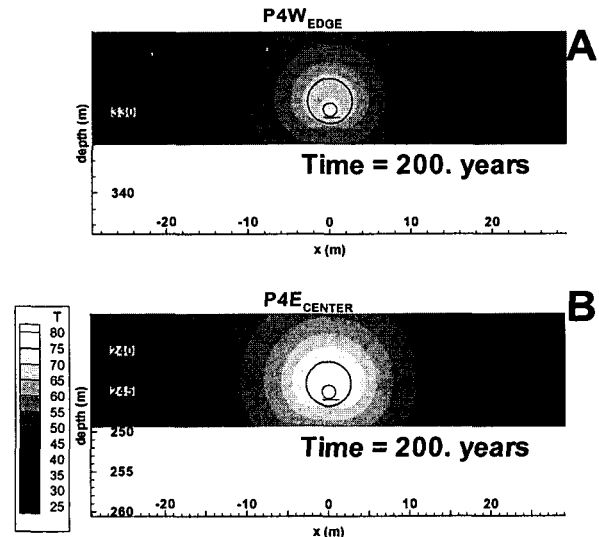 P4W EDGE
A
depth (m)
330
Time = 200. years
340
-20 -10 0 10 20
x (m)
P4E CENTER
B
T
80
75
70
65
60
55
50
45
40
35
30
25
depth (m)
240
245
250
Time = 200. years
255
260
-20 -10 0 10 20
x (m)